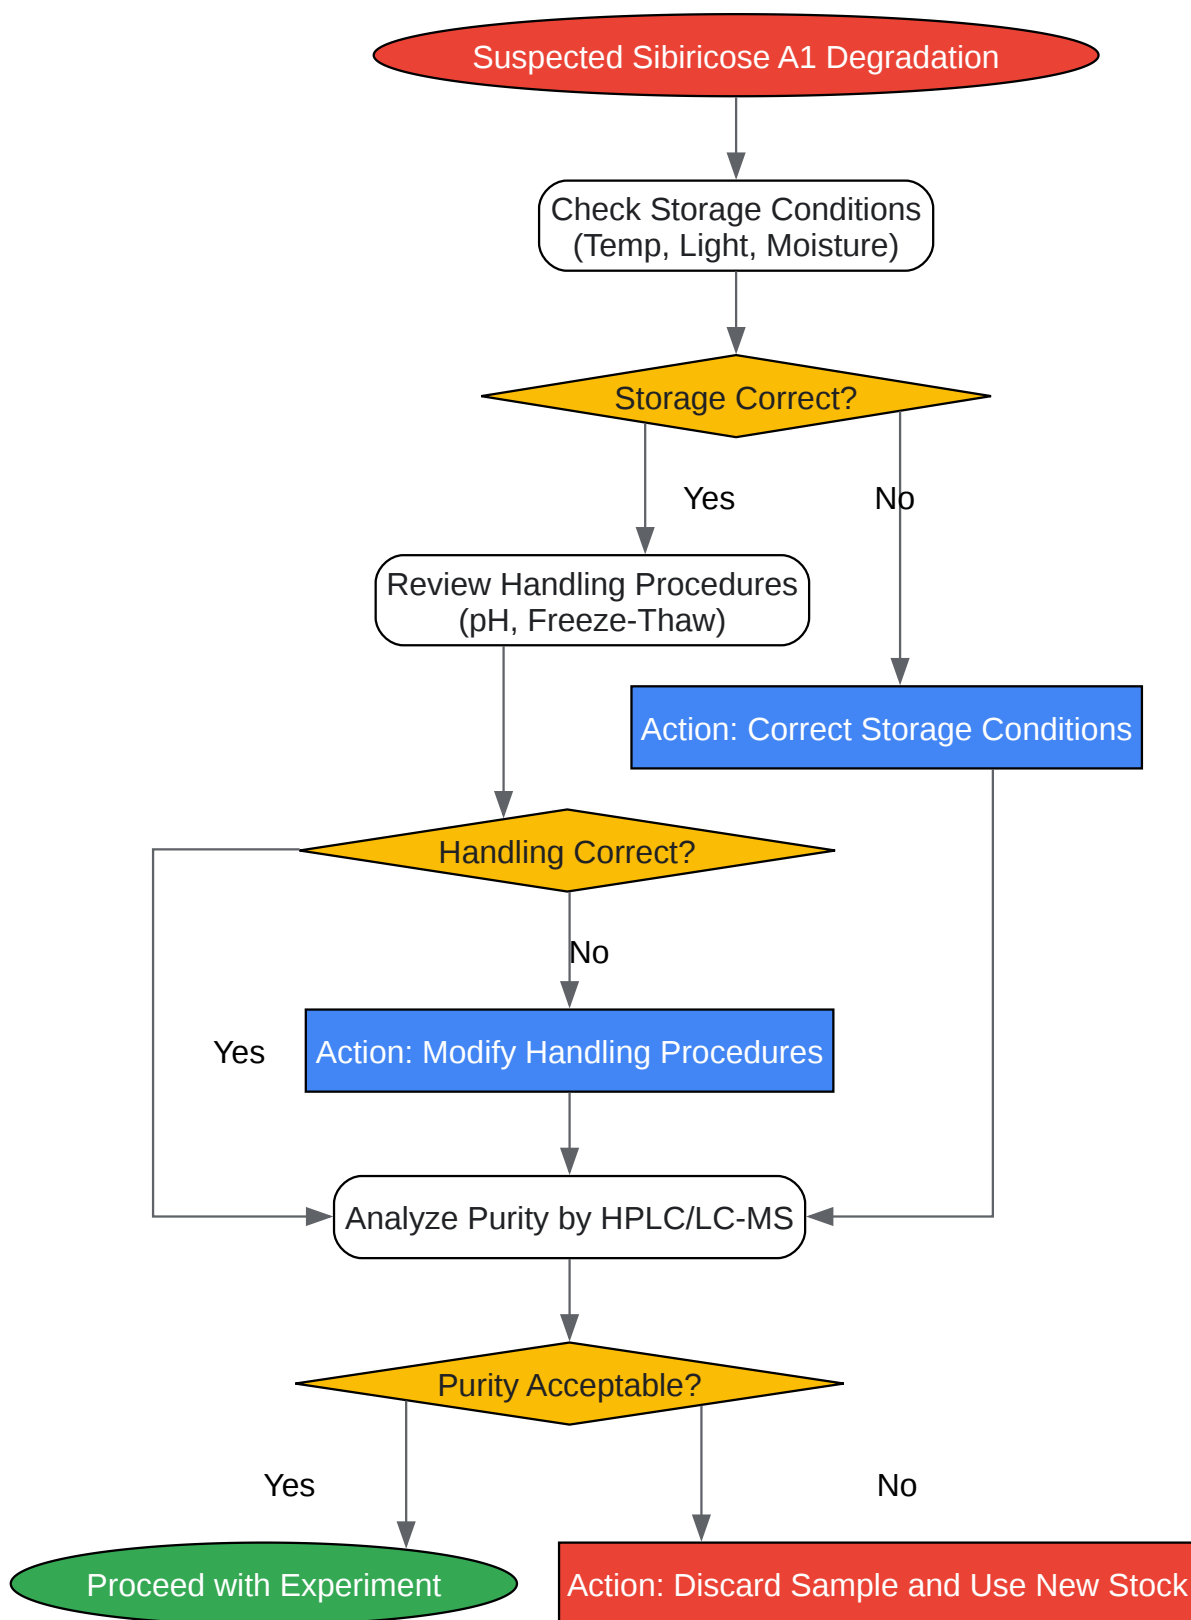 Suspected Sibiricose A1 Degradation
Check Storage Conditions
(Temp, Light, Moisture)
Storage Correct?
Yes
No
Review Handling Procedures
(pH, Freeze-Thaw)
Action: Correct Storage Conditions
Handling Correct?
No
Yes
Action: Modify Handling Procedures
Analyze Purity by HPLC/LC-MS
Purity Acceptable?
Yes
No
Proceed with Experiment
Action: Discard Sample and Use New Stock